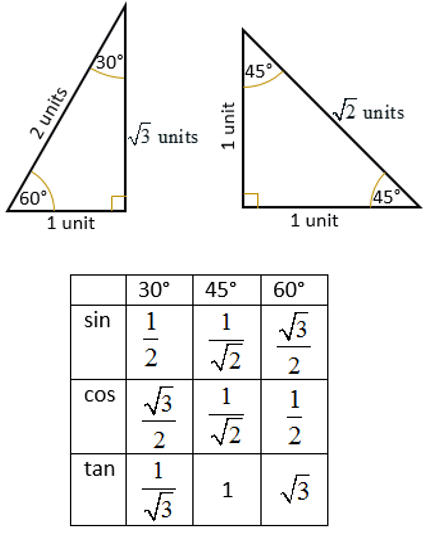 30°
2 units
√3 units
60°
1 unit
45°
1 unit
√2 units
45°
1 unit
30° 45° 60°
sin 1/2 1/√2 √3/2
cos √3/2 1/√2 1/2
tan 1/√3 1 √3